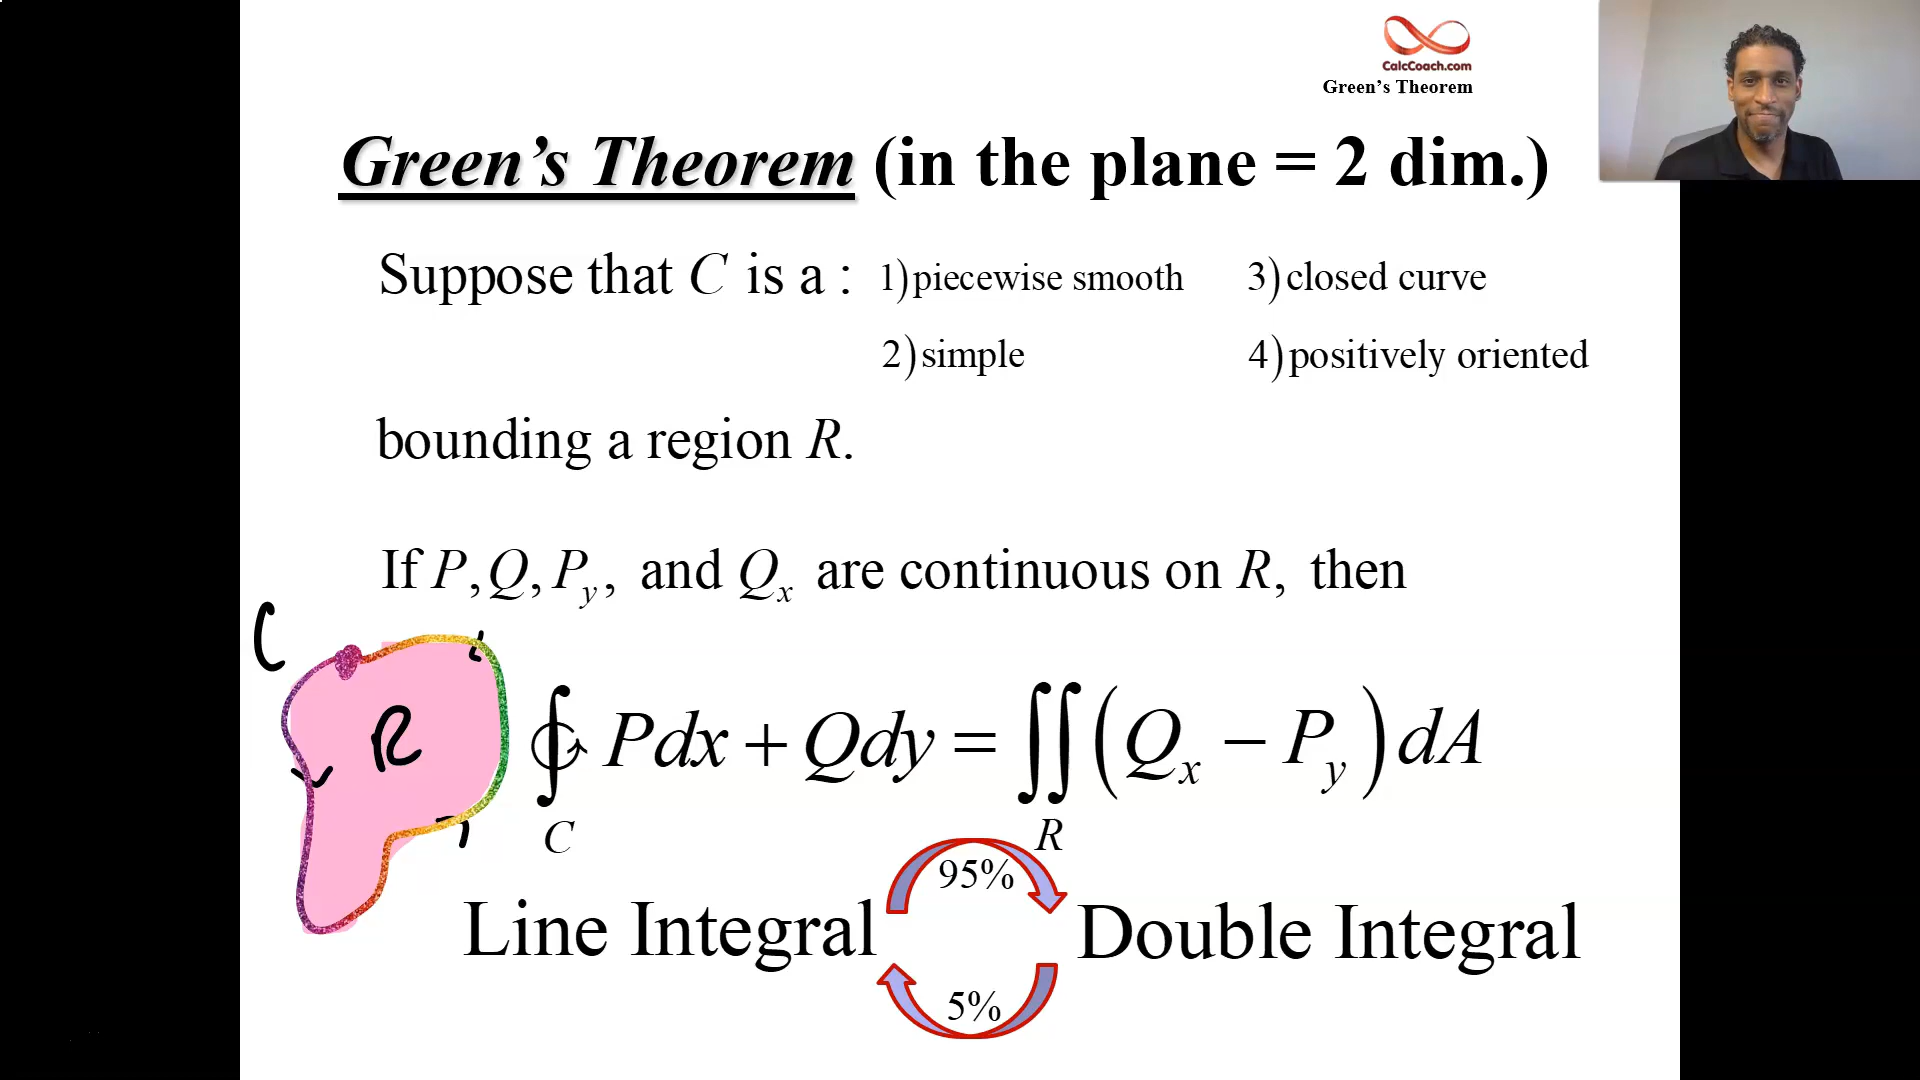 CalcCoach.com
Green's Theorem
Green's Theorem (in the plane = 2 dim.)
Suppose that C is a : 1) piecewise smooth 3) closed curve
2) simple 4) positively oriented
bounding a region R.
If P, Q, P_y, and Q_x are continuous on R, then
C
R
∮ Pdx + Qdy = ∬ (Q_x − P_y) dA
C R
95%
Line Integral Double Integral
5%